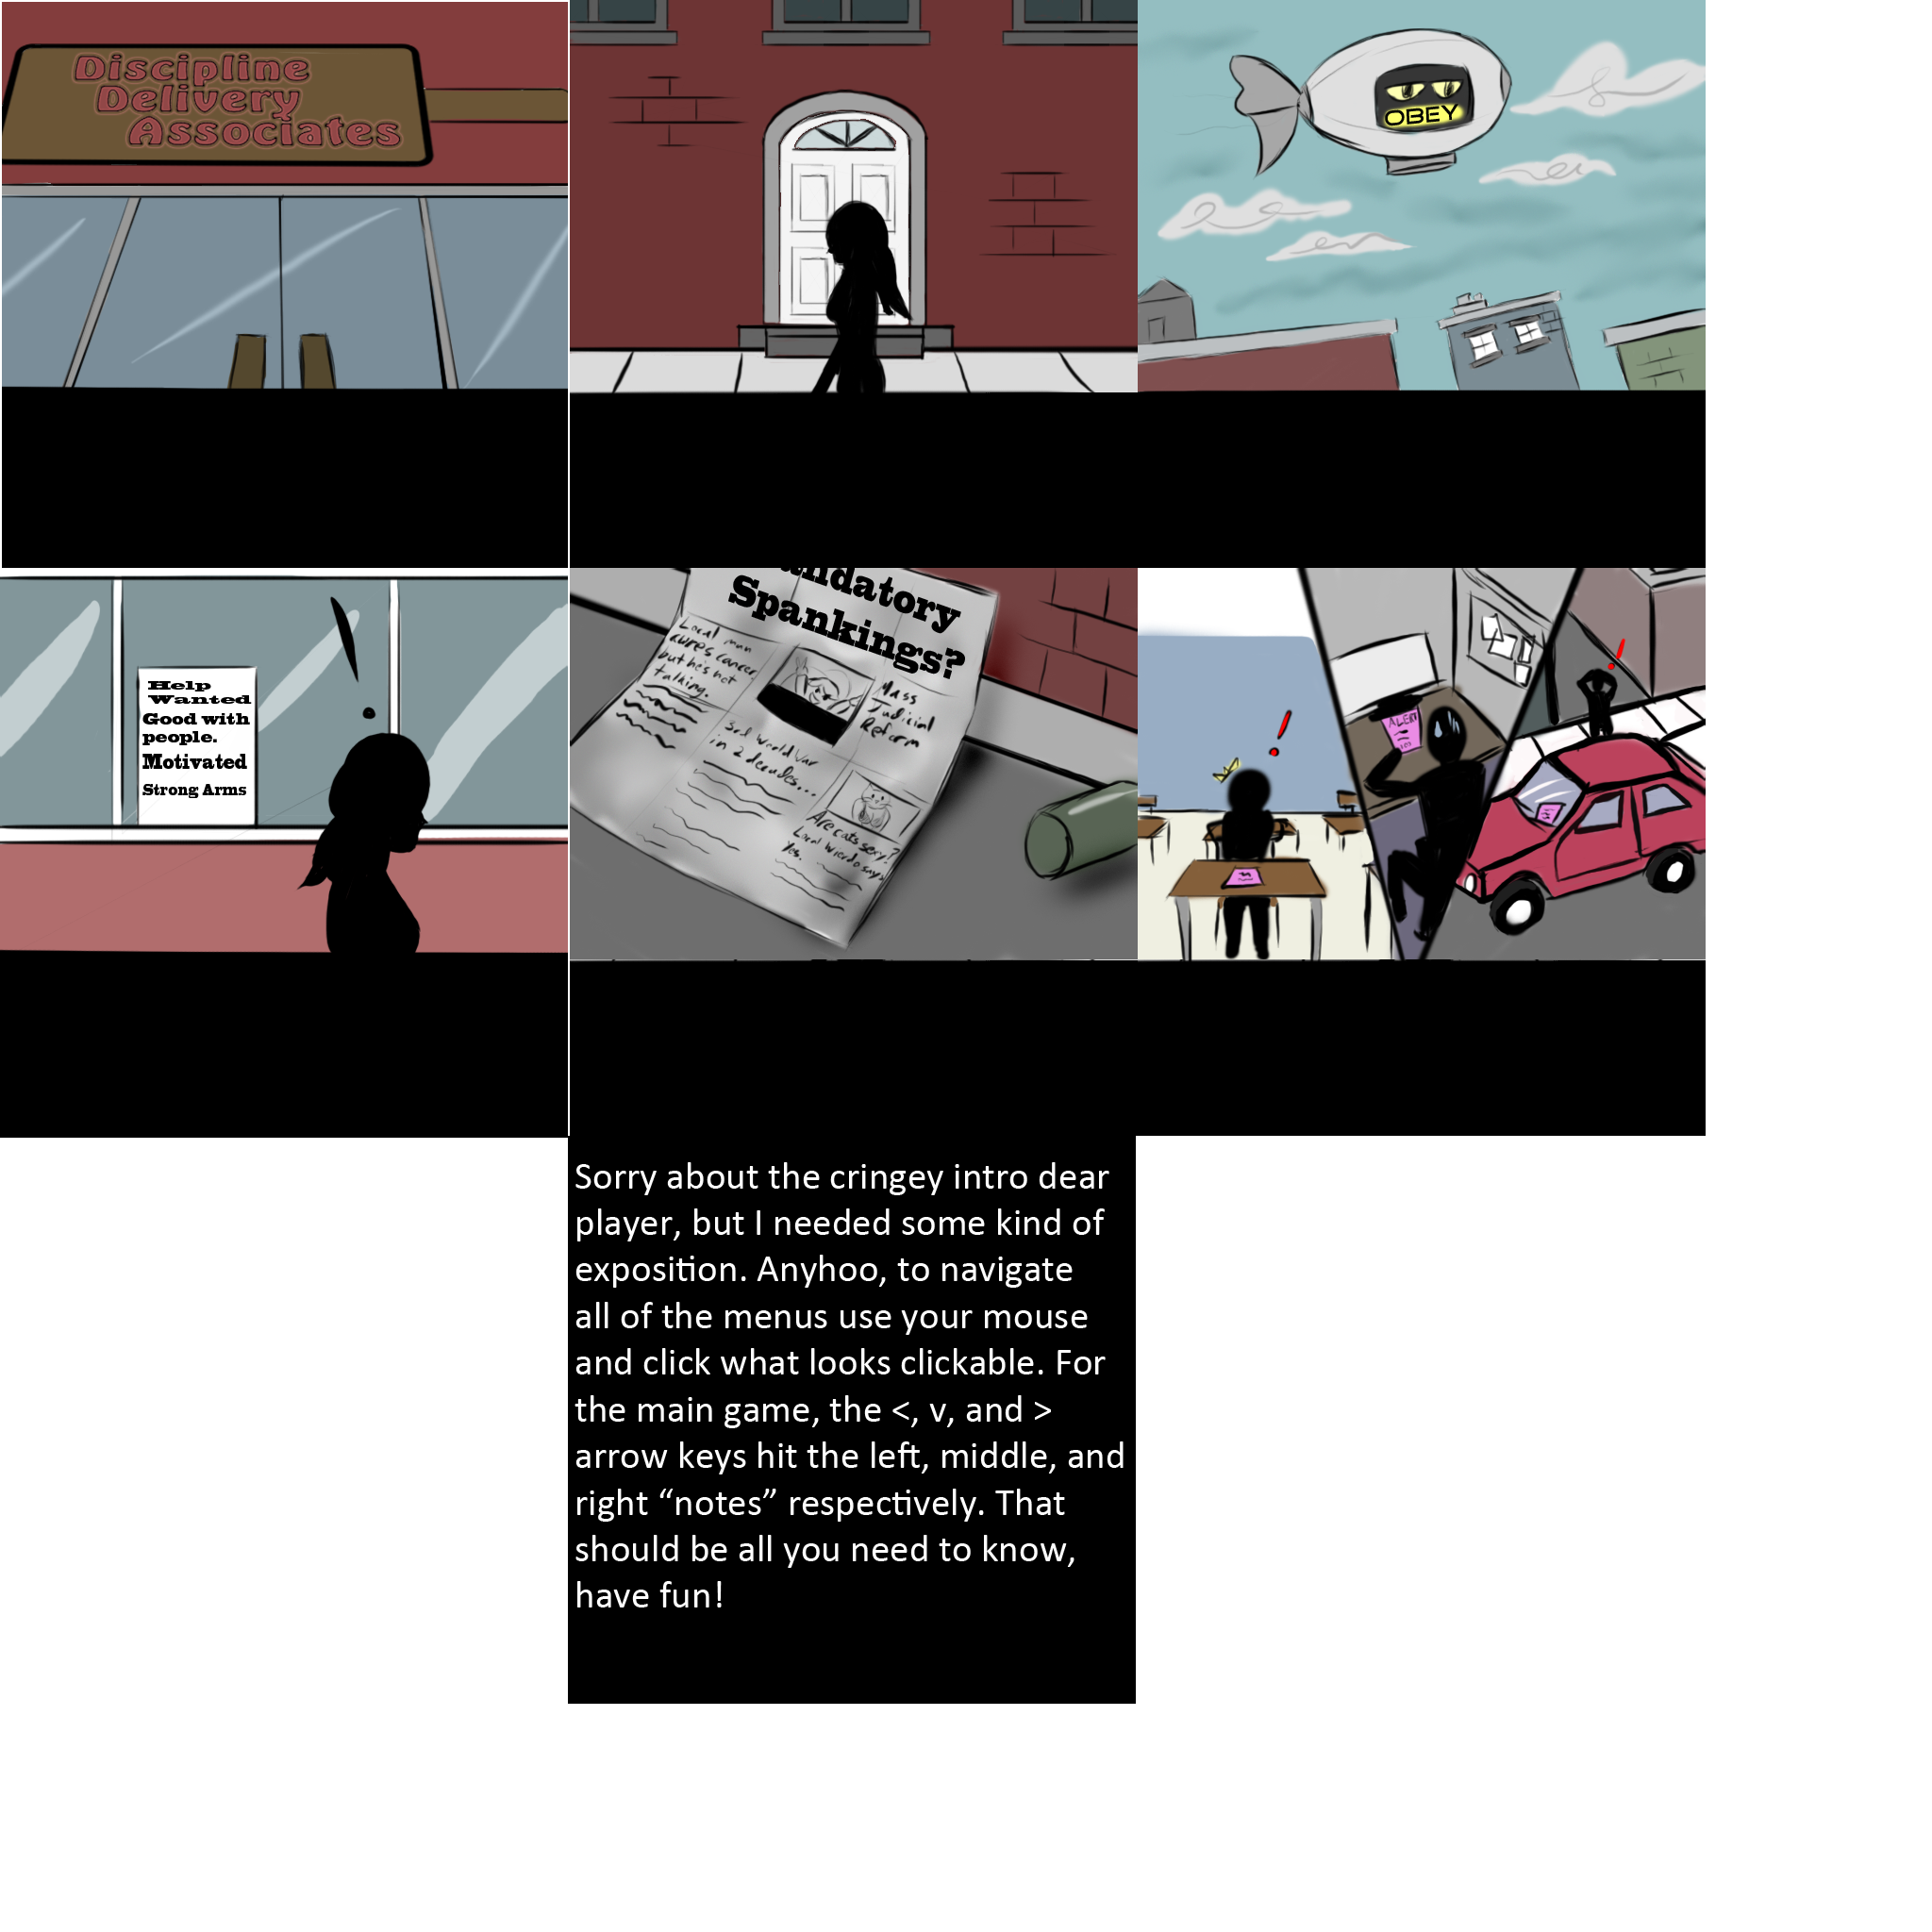 Discipline
Delivery
Associates
OBEY
Help
Wanted
Good with
people.
Motivated
Strong Arms
andatory
Spankings?
Local man
cures cancer
but he's not
talking.
3rd World War
in 2 decades...
Mass
Judicial
Reform
Are cats sexy?
Local Wierdo says
Yes.
ALERT
Sorry about the cringey intro dear
player, but I needed some kind of
exposition. Anyhoo, to navigate
all of the menus use your mouse
and click what looks clickable. For
the main game, the <, v, and >
arrow keys hit the left, middle, and
right “notes” respectively. That
should be all you need to know,
have fun!